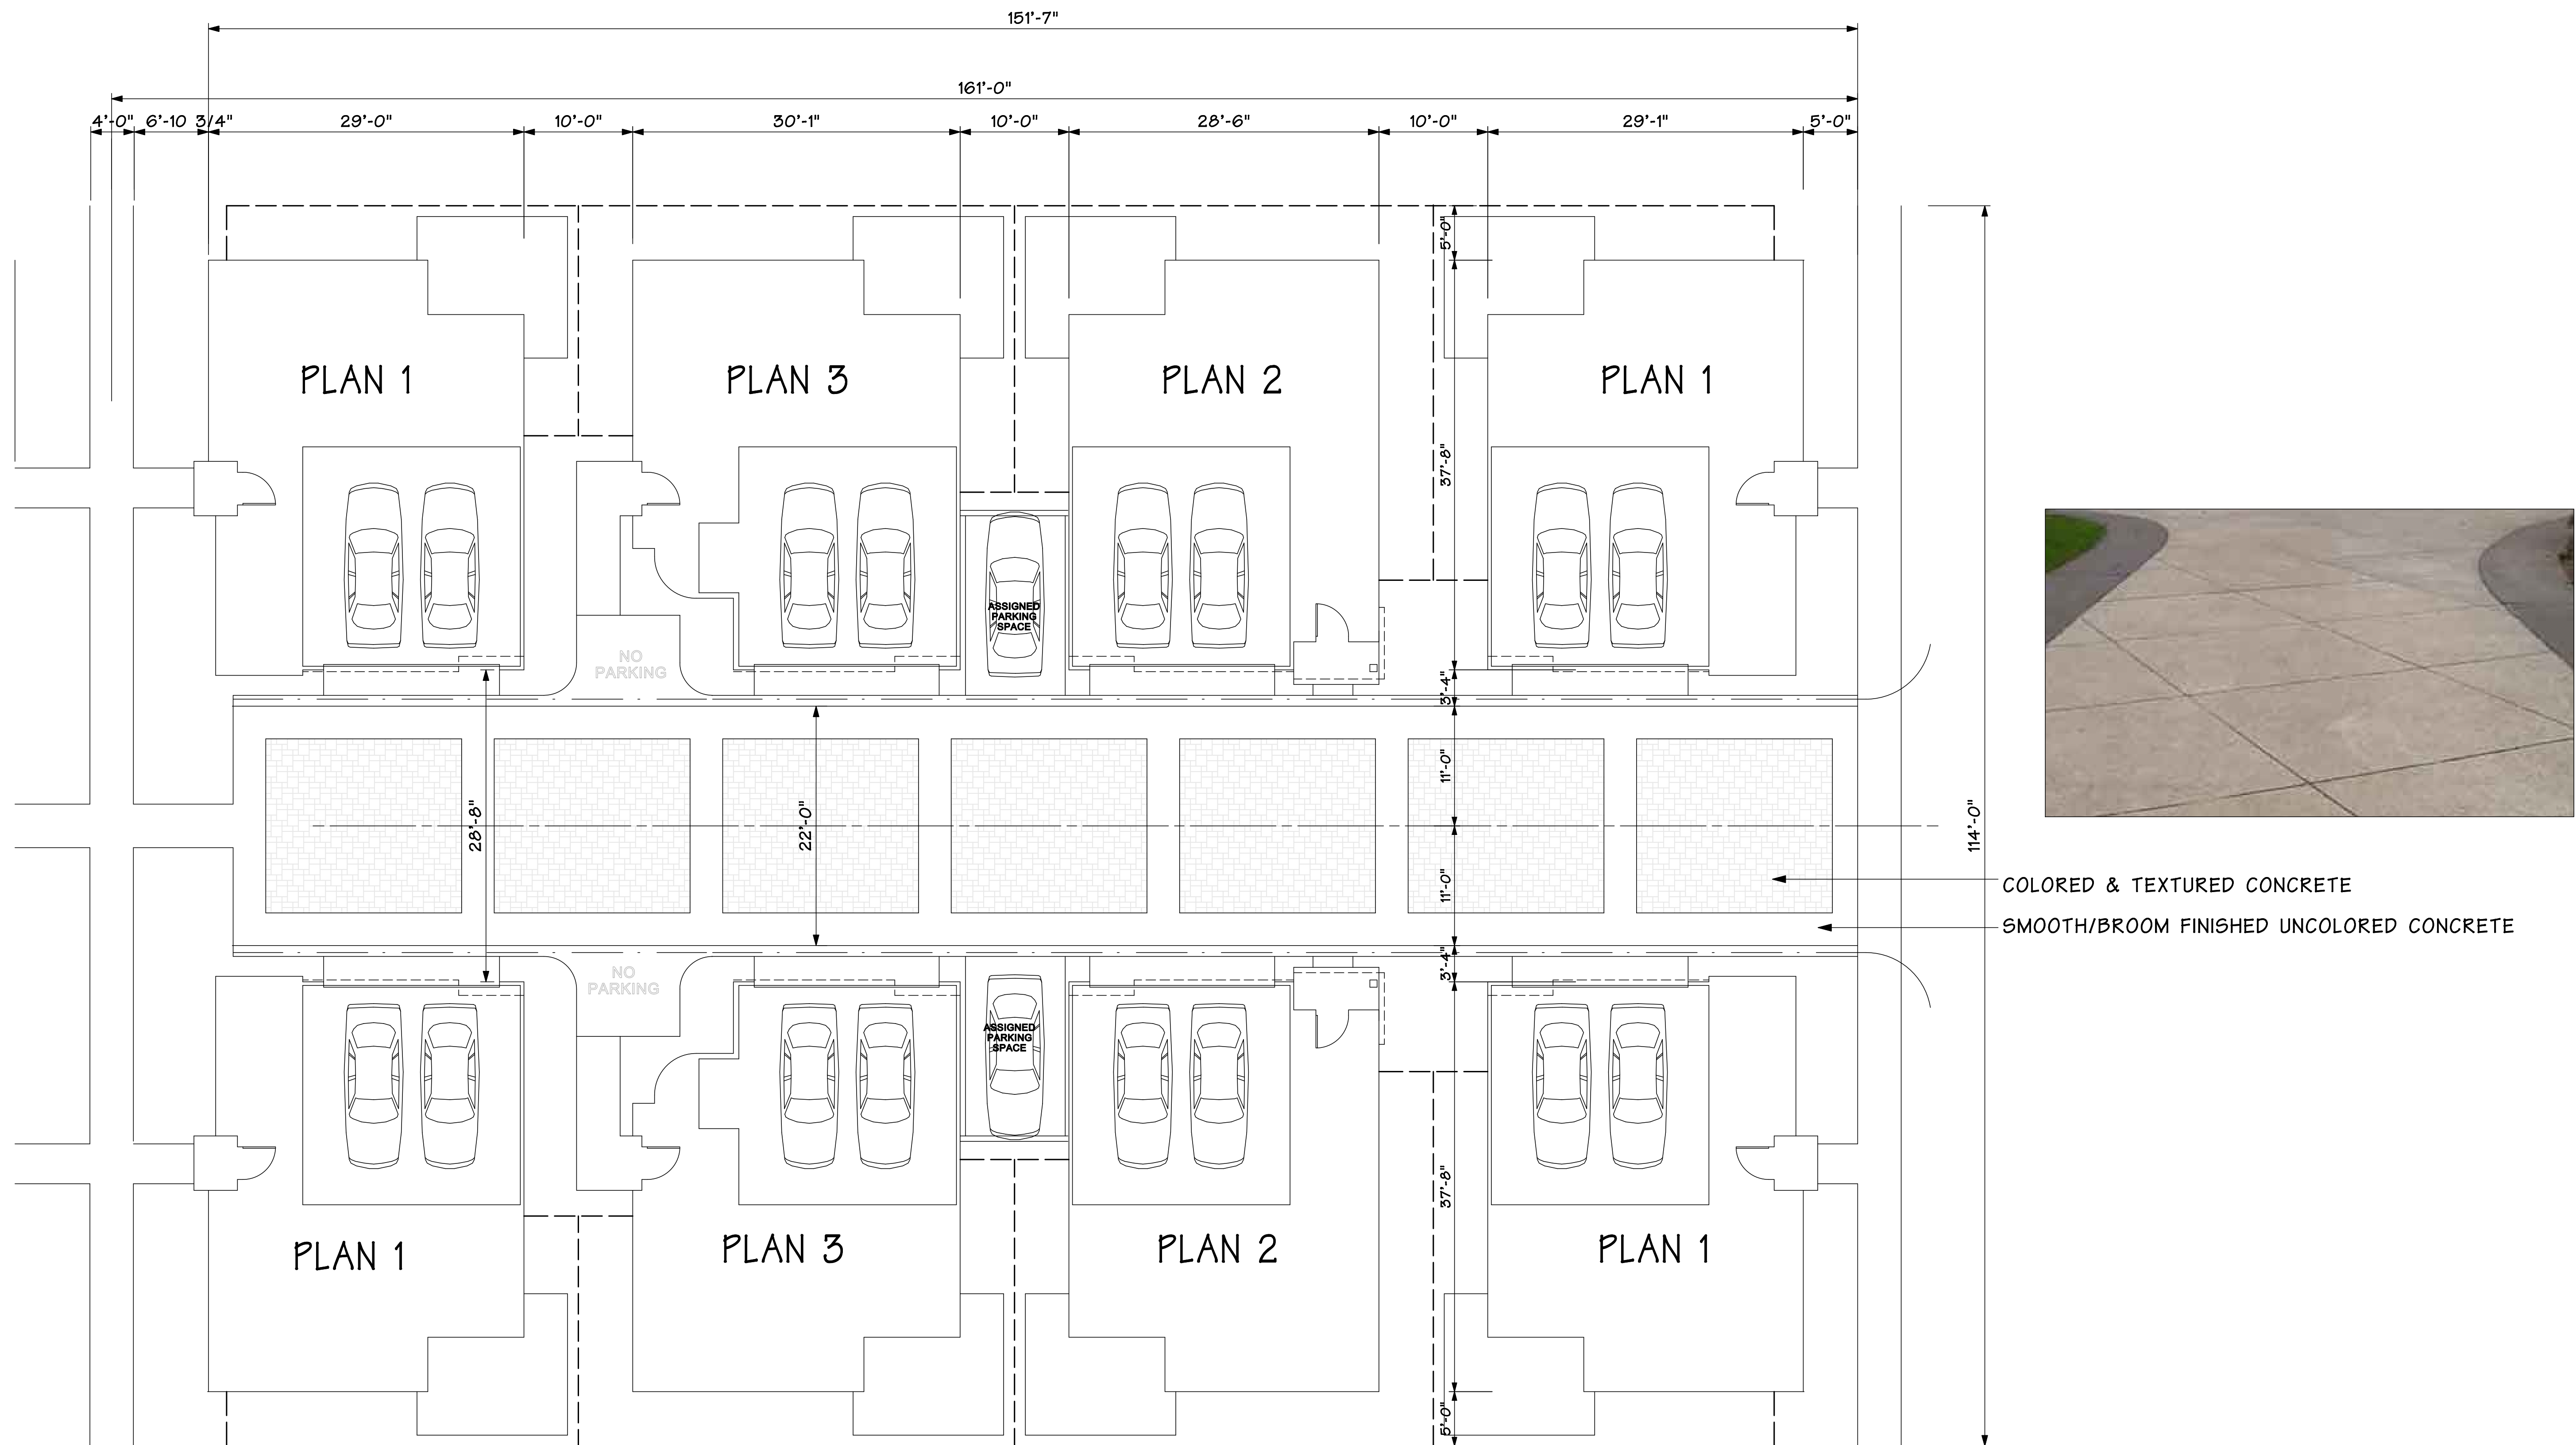 151'-7"
161'-0"
4'-0" 6'-10 3/4" 29'-0" 10'-0" 30'-1" 10'-0" 28'-6" 10'-0" 29'-1" 5'-0"
5'-0"
PLAN 1 PLAN 3 PLAN 2 PLAN 1
37'-8"
ASSIGNED
PARKING
SPACE
NO
PARKING
3'-4"
11'-0"
28'-8" 22'-0" 114'-0"
11'-0"
COLORED & TEXTURED CONCRETE
SMOOTH/BROOM FINISHED UNCOLORED CONCRETE
3'-4"
NO
PARKING
ASSIGNED
PARKING
SPACE
37'-8"
PLAN 1 PLAN 3 PLAN 2 PLAN 1
5'-0"